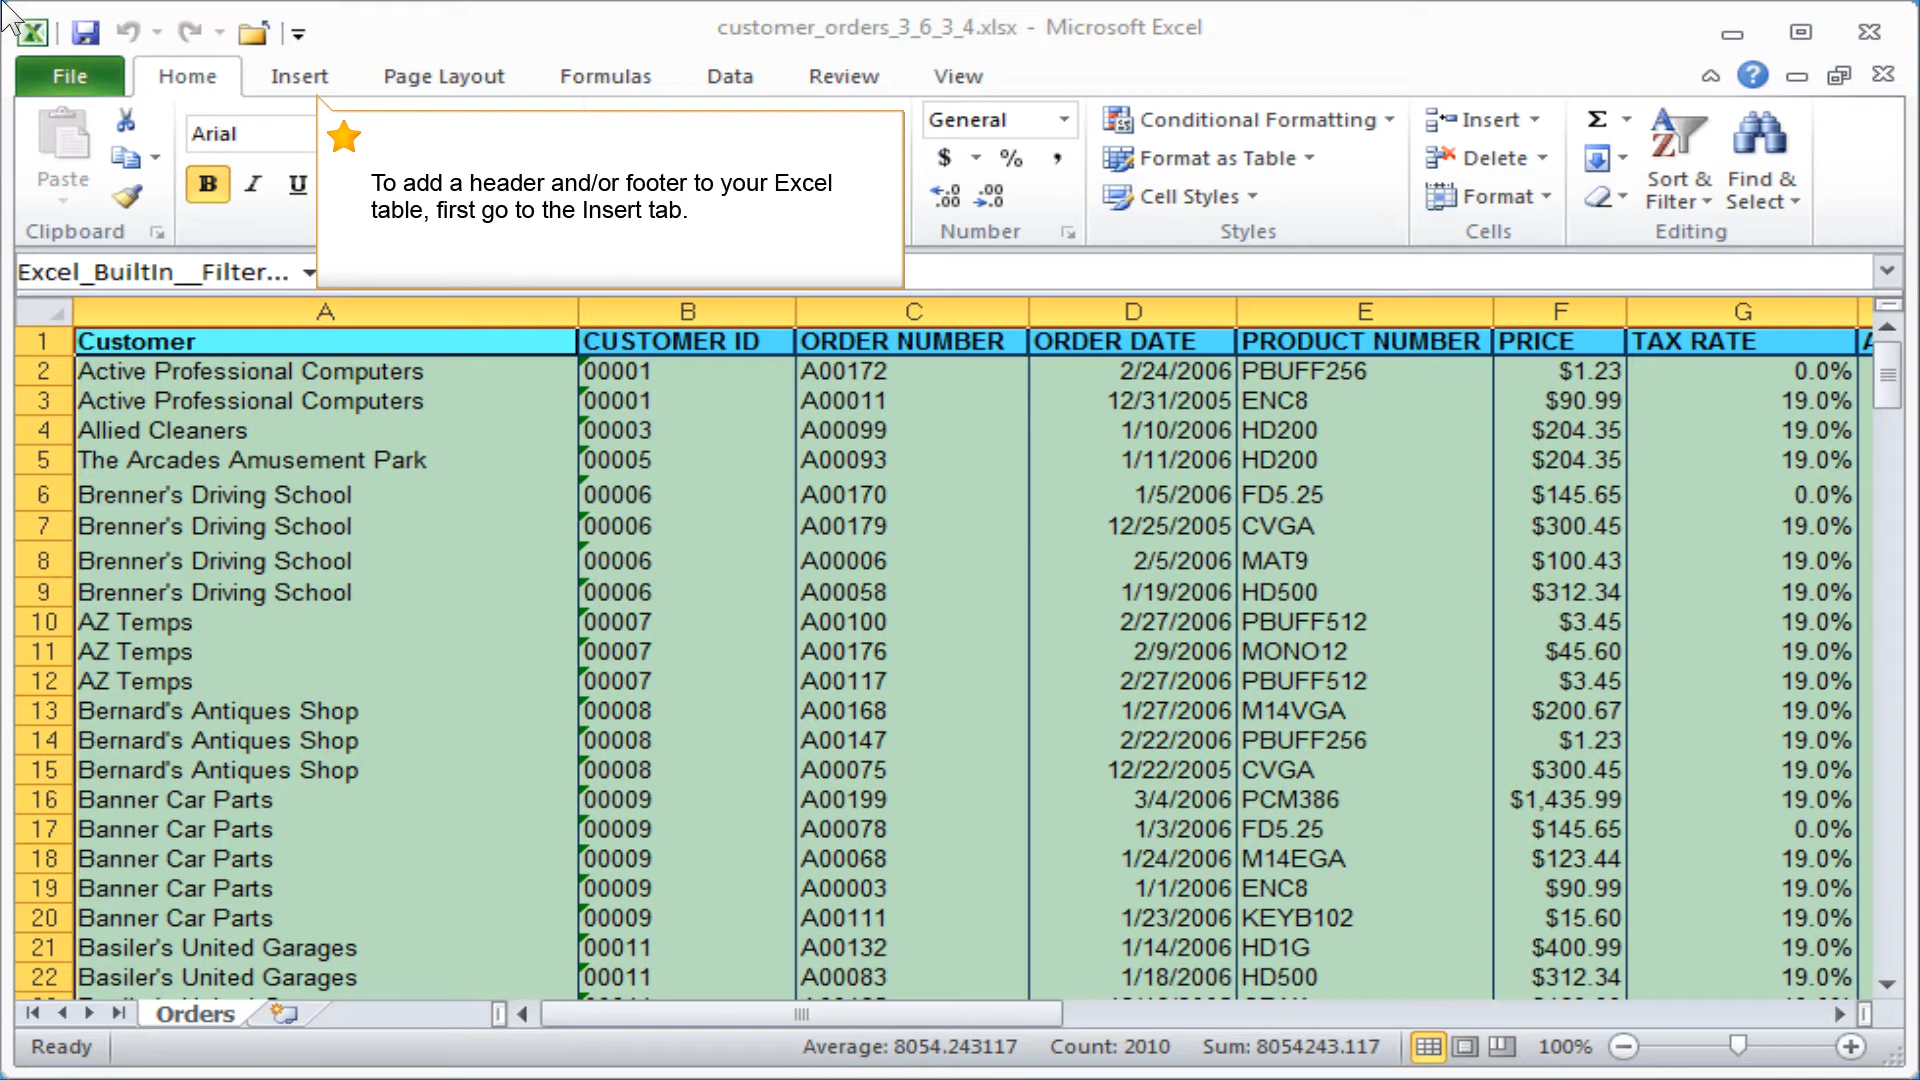 customer_orders_3_6_3_4.xlsx - Microsoft Excel
File Home Insert Page Layout Formulas Data Review View
Paste
Clipboard
Arial
B I U
To add a header and/or footer to your Excel
table, first go to the Insert tab.
General
$ % ,
Number
Conditional Formatting
Format as Table
Cell Styles
Styles
Insert
Delete
Format
Cells
Σ
Sort &
Filter
Find &
Select
Editing
Excel_BuiltIn__Filter...
A B C D E F G
1 Customer CUSTOMER ID ORDER NUMBER ORDER DATE PRODUCT NUMBER PRICE TAX RATE
2 Active Professional Computers 00001 A00172 2/24/2006 PBUFF256 $1.23 0.0%
3 Active Professional Computers 00001 A00011 12/31/2005 ENC8 $90.99 19.0%
4 Allied Cleaners 00003 A00099 1/10/2006 HD200 $204.35 19.0%
5 The Arcades Amusement Park 00005 A00093 1/11/2006 HD200 $204.35 19.0%
6 Brenner's Driving School 00006 A00170 1/5/2006 FD5.25 $145.65 0.0%
7 Brenner's Driving School 00006 A00179 12/25/2005 CVGA $300.45 19.0%
8 Brenner's Driving School 00006 A00006 2/5/2006 MAT9 $100.43 19.0%
9 Brenner's Driving School 00006 A00058 1/19/2006 HD500 $312.34 19.0%
10 AZ Temps 00007 A00100 2/27/2006 PBUFF512 $3.45 19.0%
11 AZ Temps 00007 A00176 2/9/2006 MONO12 $45.60 19.0%
12 AZ Temps 00007 A00117 2/27/2006 PBUFF512 $3.45 19.0%
13 Bernard's Antiques Shop 00008 A00168 1/27/2006 M14VGA $200.67 19.0%
14 Bernard's Antiques Shop 00008 A00147 2/22/2006 PBUFF256 $1.23 19.0%
15 Bernard's Antiques Shop 00008 A00075 12/22/2005 CVGA $300.45 19.0%
16 Banner Car Parts 00009 A00199 3/4/2006 PCM386 $1,435.99 19.0%
17 Banner Car Parts 00009 A00078 1/3/2006 FD5.25 $145.65 0.0%
18 Banner Car Parts 00009 A00068 1/24/2006 M14EGA $123.44 19.0%
19 Banner Car Parts 00009 A00003 1/1/2006 ENC8 $90.99 19.0%
20 Banner Car Parts 00009 A00111 1/23/2006 KEYB102 $15.60 19.0%
21 Basiler's United Garages 00011 A00132 1/14/2006 HD1G $400.99 19.0%
22 Basiler's United Garages 00011 A00083 1/18/2006 HD500 $312.34 19.0%
Orders
Ready Average: 8054.243117 Count: 2010 Sum: 8054243.117 100%